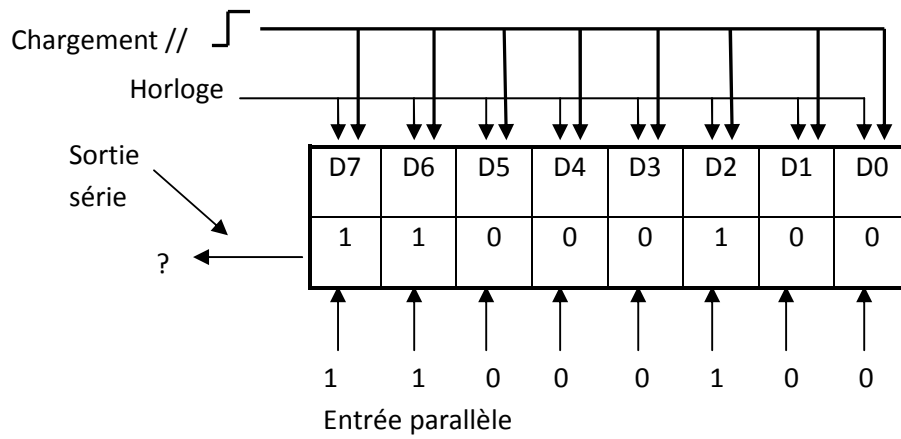 Chargement //
Horloge
Sortie
série
D7 D6 D5 D4 D3 D2 D1 D0
1 1 0 0 0 1 0 0
?
1 1 0 0 0 1 0 0
Entrée parallèle